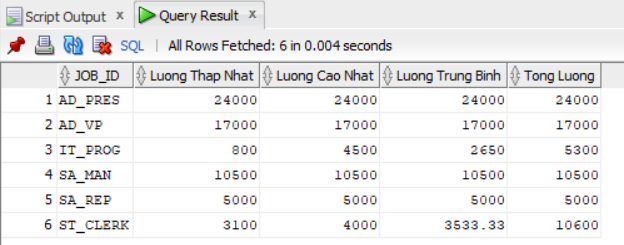 Script Output x Query Result x
SQL | All Rows Fetched: 6 in 0.004 seconds
JOB_ID Luong Thap Nhat Luong Cao Nhat Luong Trung Binh Tong Luong
1 AD_PRES 24000 24000 24000 24000
2 AD_VP 17000 17000 17000 17000
3 IT_PROG 800 4500 2650 5300
4 SA_MAN 10500 10500 10500 10500
5 SA_REP 5000 5000 5000 5000
6 ST_CLERK 3100 4000 3533.33 10600